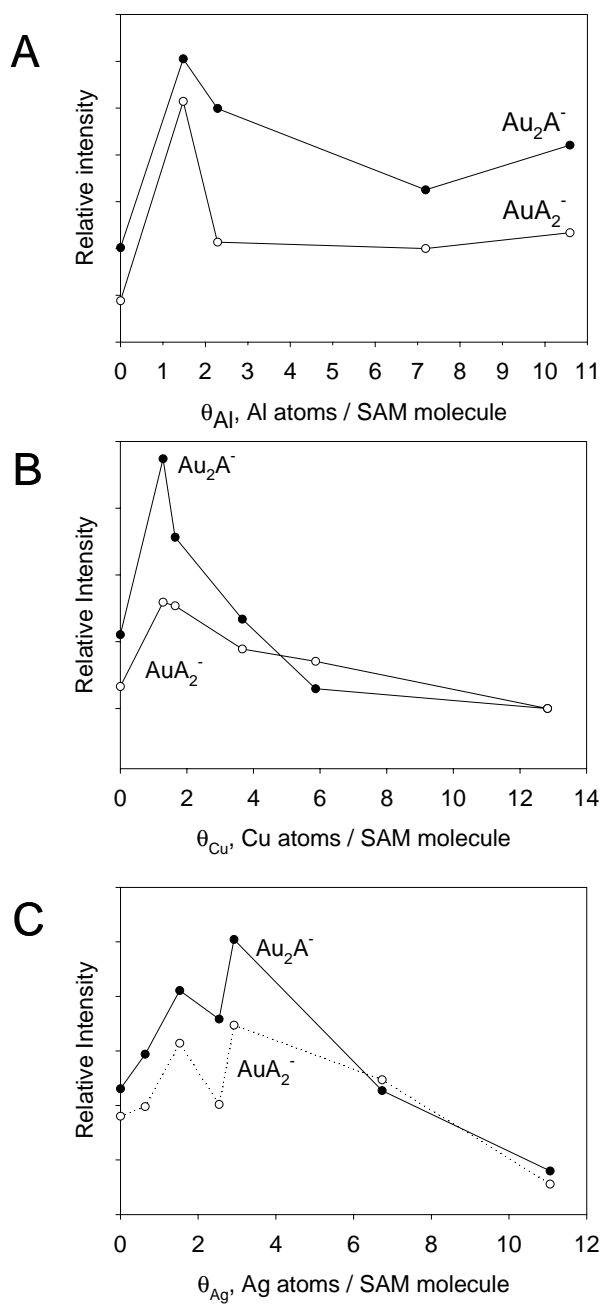 A
Relative intensity
Au₂A⁻
AuA₂⁻
0 1 2 3 4 5 6 7 8 9 10 11
θAl, Al atoms / SAM molecule
B
Relative Intensity
Au₂A⁻
AuA₂⁻
0 2 4 6 8 10 12 14
θCu, Cu atoms / SAM molecule
C
Relative Intensity
Au₂A⁻
AuA₂⁻
0 2 4 6 8 10 12
θAg, Ag atoms / SAM molecule